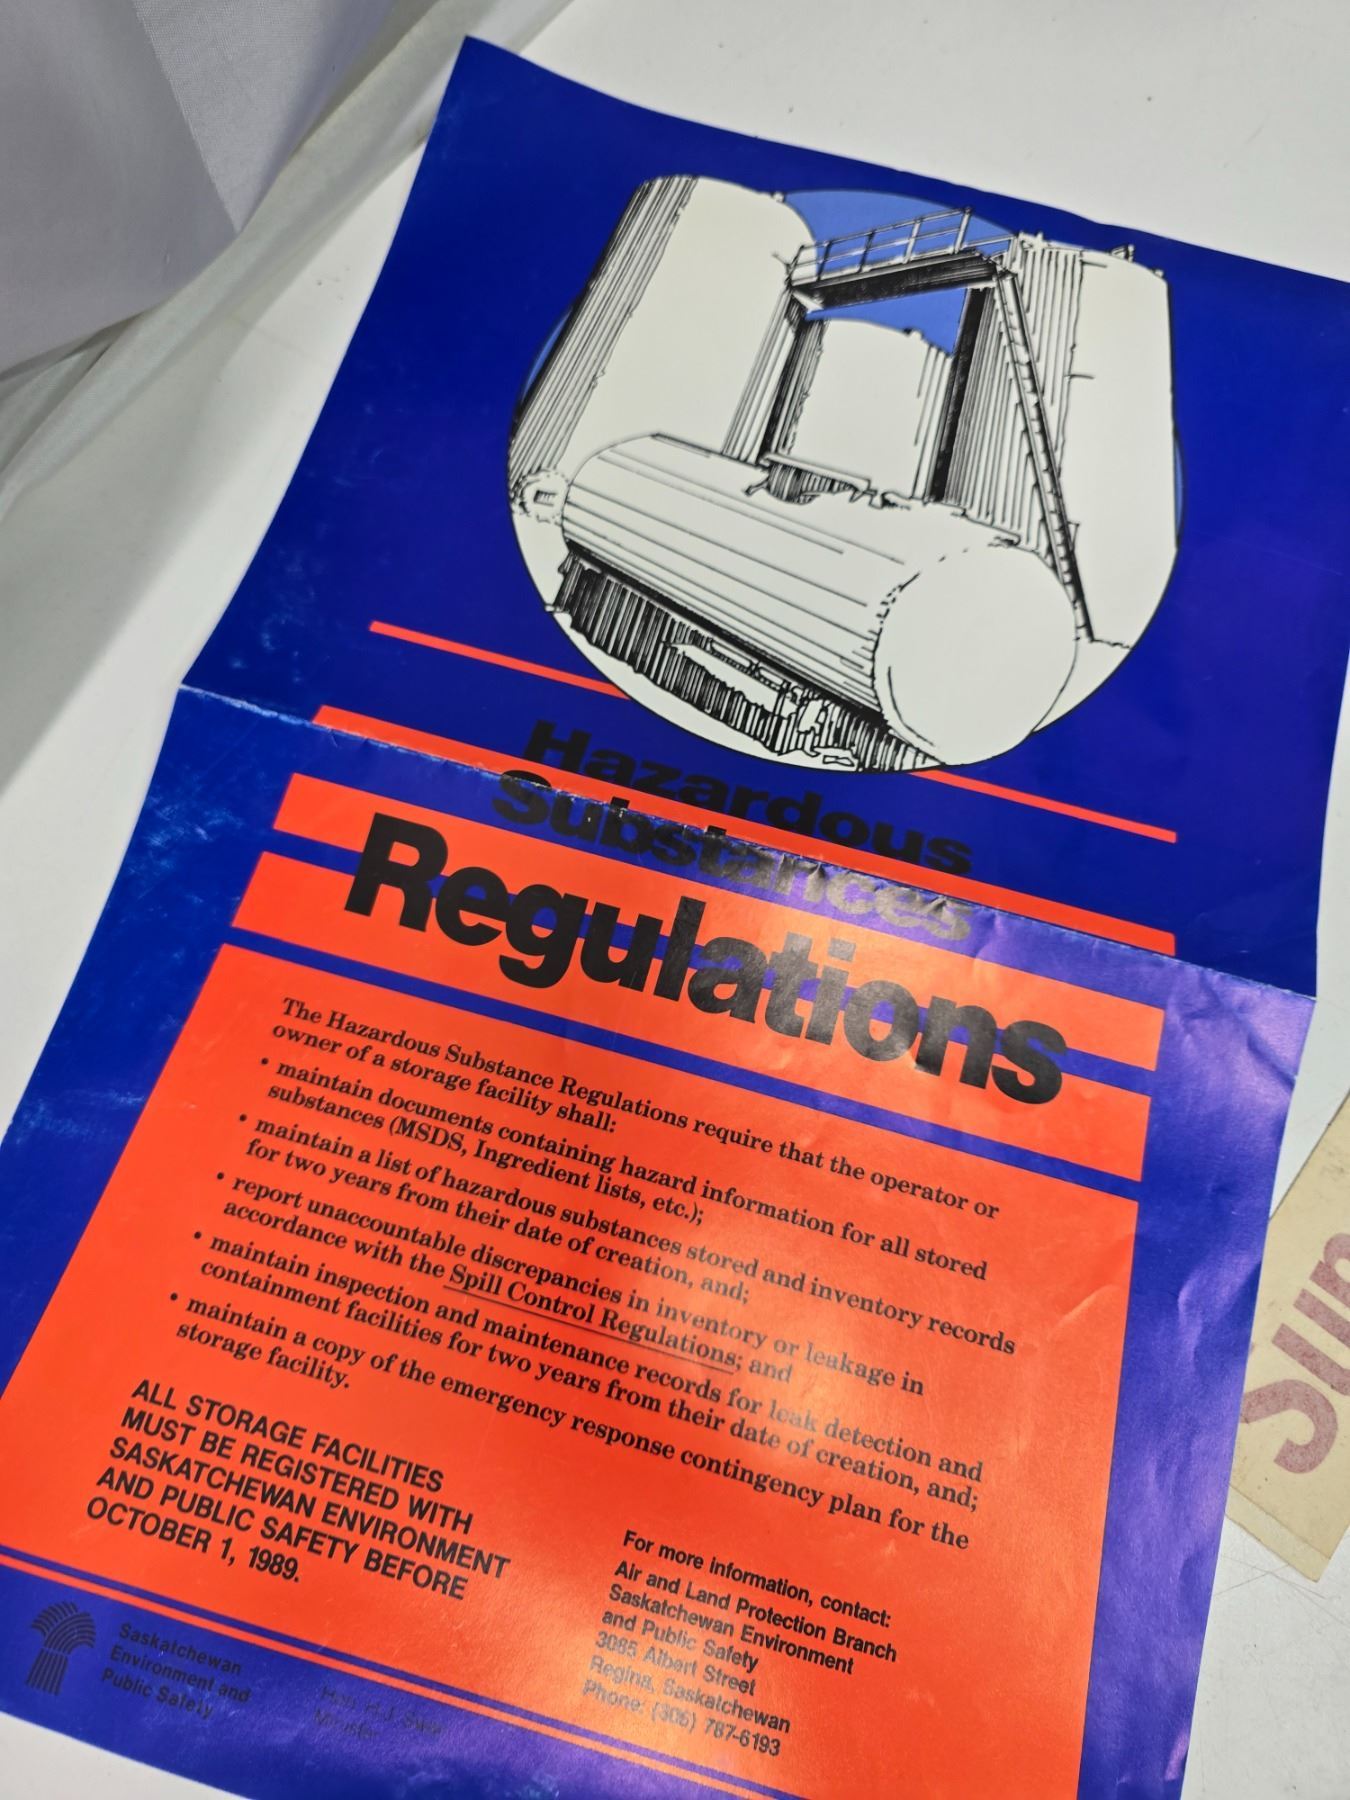 Hazardous
Substances
Regulations
The Hazardous Substance Regulations require that the operator or
owner of a storage facility shall:
• maintain documents containing hazard information for all stored
substances (MSDS, Ingredient lists, etc.);
• maintain a list of hazardous substances stored and inventory records
for two years from their date of creation, and;
• report unaccountable discrepancies in inventory or leakage in
accordance with the Spill Control Regulations; and
• maintain inspection and maintenance records for leak detection and
containment facilities for two years from their date of creation, and;
• maintain a copy of the emergency response contingency plan for the
storage facility.
ALL STORAGE FACILITIES
MUST BE REGISTERED WITH
SASKATCHEWAN ENVIRONMENT
AND PUBLIC SAFETY BEFORE
OCTOBER 1, 1989.
For more information, contact:
Air and Land Protection Branch
Saskatchewan Environment
and Public Safety
3085 Albert Street
Regina, Saskatchewan
Phone: (306) 787-6193
Saskatchewan
Environment and
Public Safety
Hon. H.J. Swan
Minister